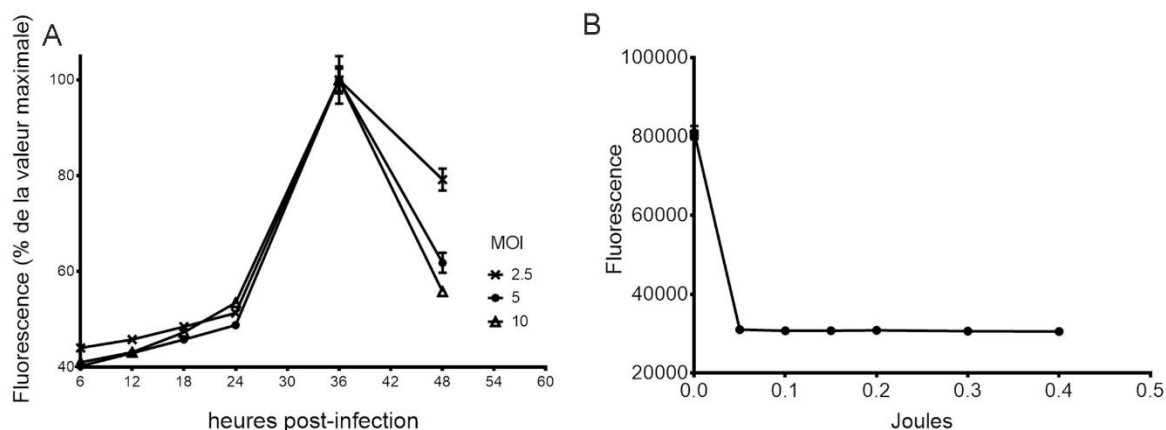 A
Fluorescence (% de la valeur maximale)
100
80
60
40
6 12 18 24 30 36 42 48 54 60
heures post-infection
MOI
2.5
5
10
B
Fluorescence
100000
80000
60000
40000
20000
0.0 0.1 0.2 0.3 0.4 0.5
Joules